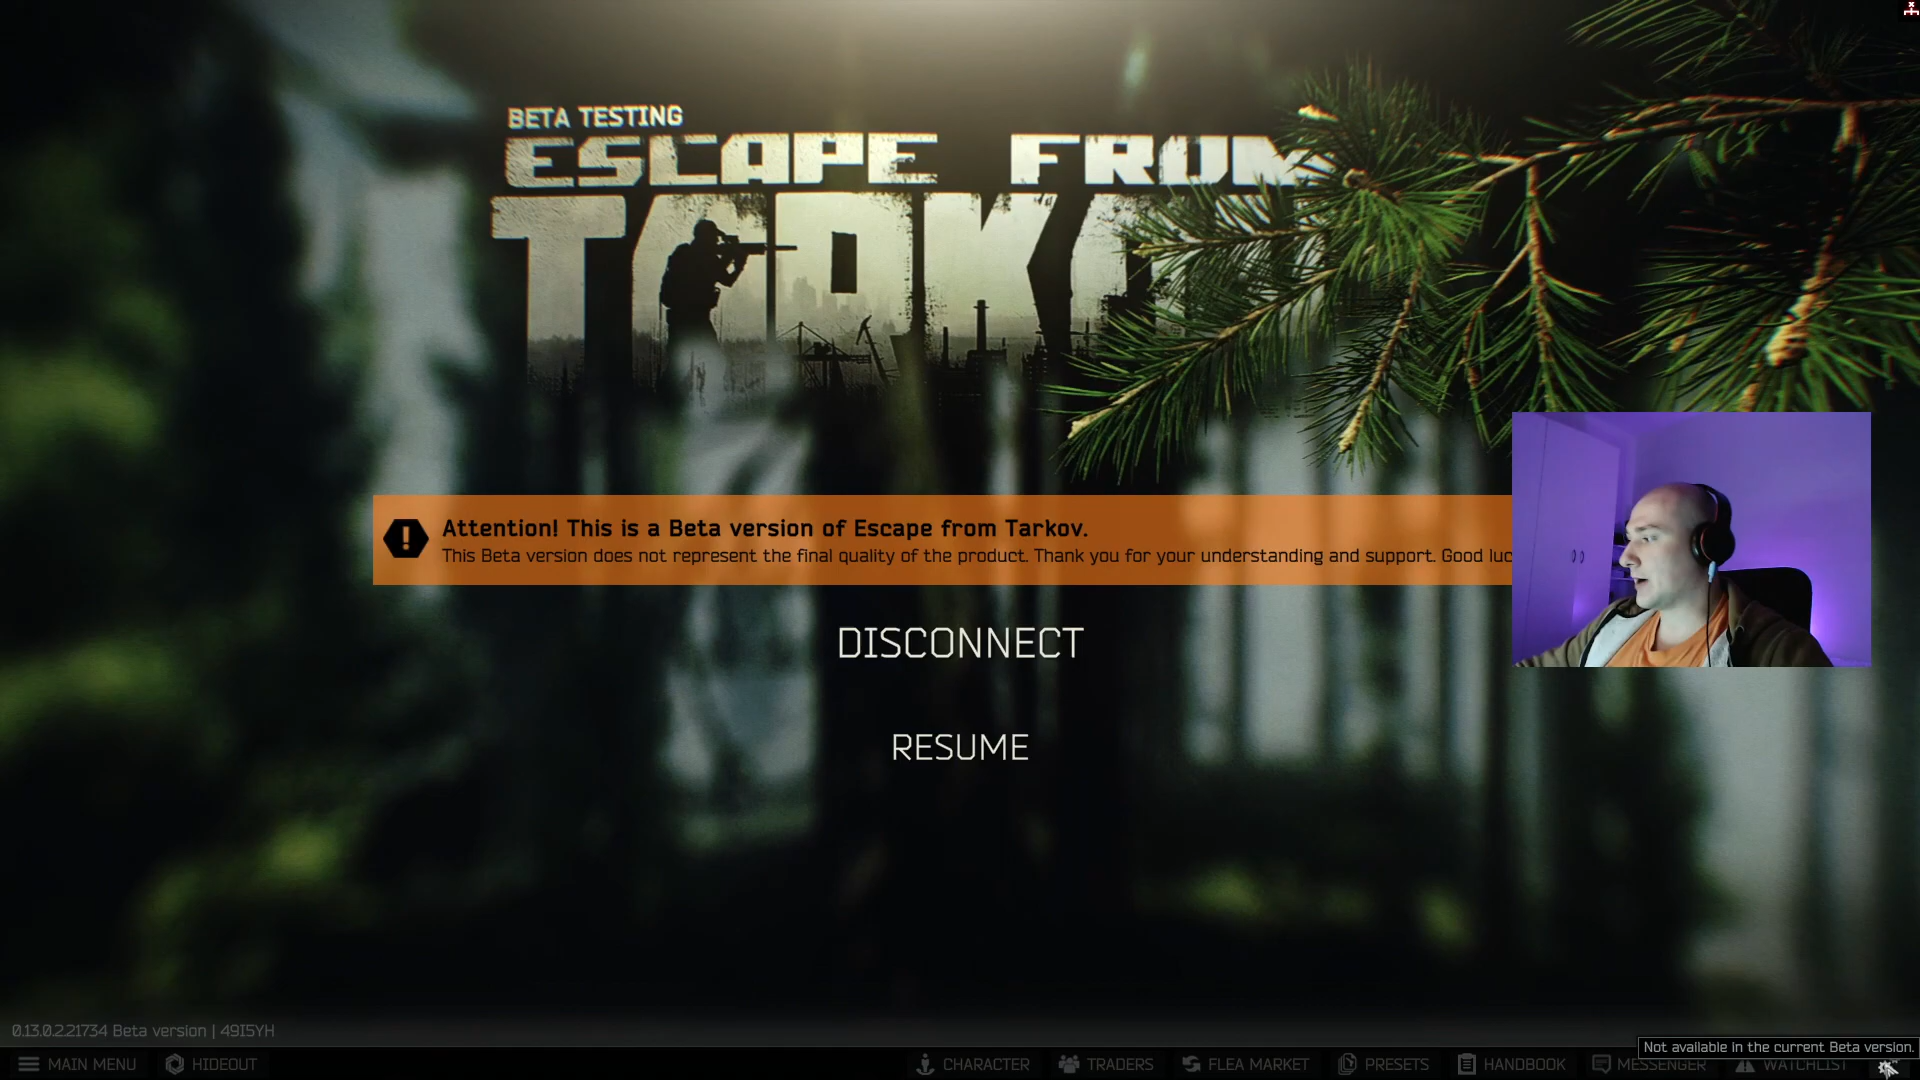 BETA TESTING
ESCAPE FROM
TARKO
Attention! This is a Beta version of Escape from Tarkov.
This Beta version does not represent the final quality of the product. Thank you for your understanding and support. Good luc
DISCONNECT
RESUME
0.13.0.2.21734 Beta version | 49I5YH
Not available in the current Beta version.
MAIN MENU HIDEOUT CHARACTER TRADERS FLEA MARKET PRESETS HANDBOOK MESSENGER WATCHLIST